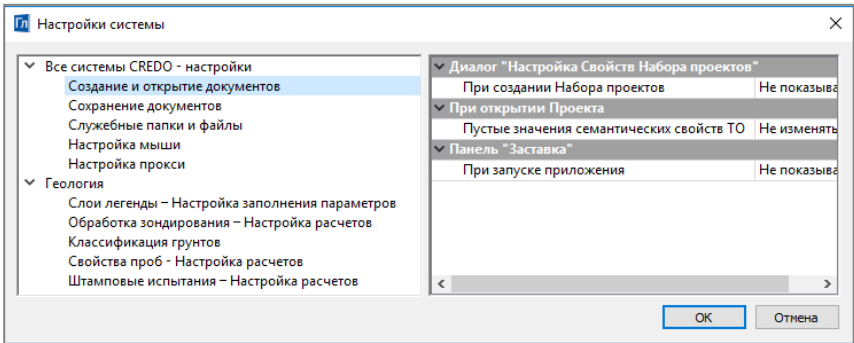 Гл Настройки системы
Все системы CREDO - настройки
Создание и открытие документов
Сохранение документов
Служебные папки и файлы
Настройка мыши
Настройка прокси
Геология
Слои легенды – Настройка заполнения параметров
Обработка зондирования – Настройка расчетов
Классификация грунтов
Свойства проб - Настройка расчетов
Штамповые испытания – Настройка расчетов
Диалог "Настройка Свойств Набора проектов"
При создании Набора проектов Не показыва
При открытии Проекта
Пустые значения семантических свойств ТО Не изменять
Панель "Заставка"
При запуске приложения Не показыва
ОК Отмена